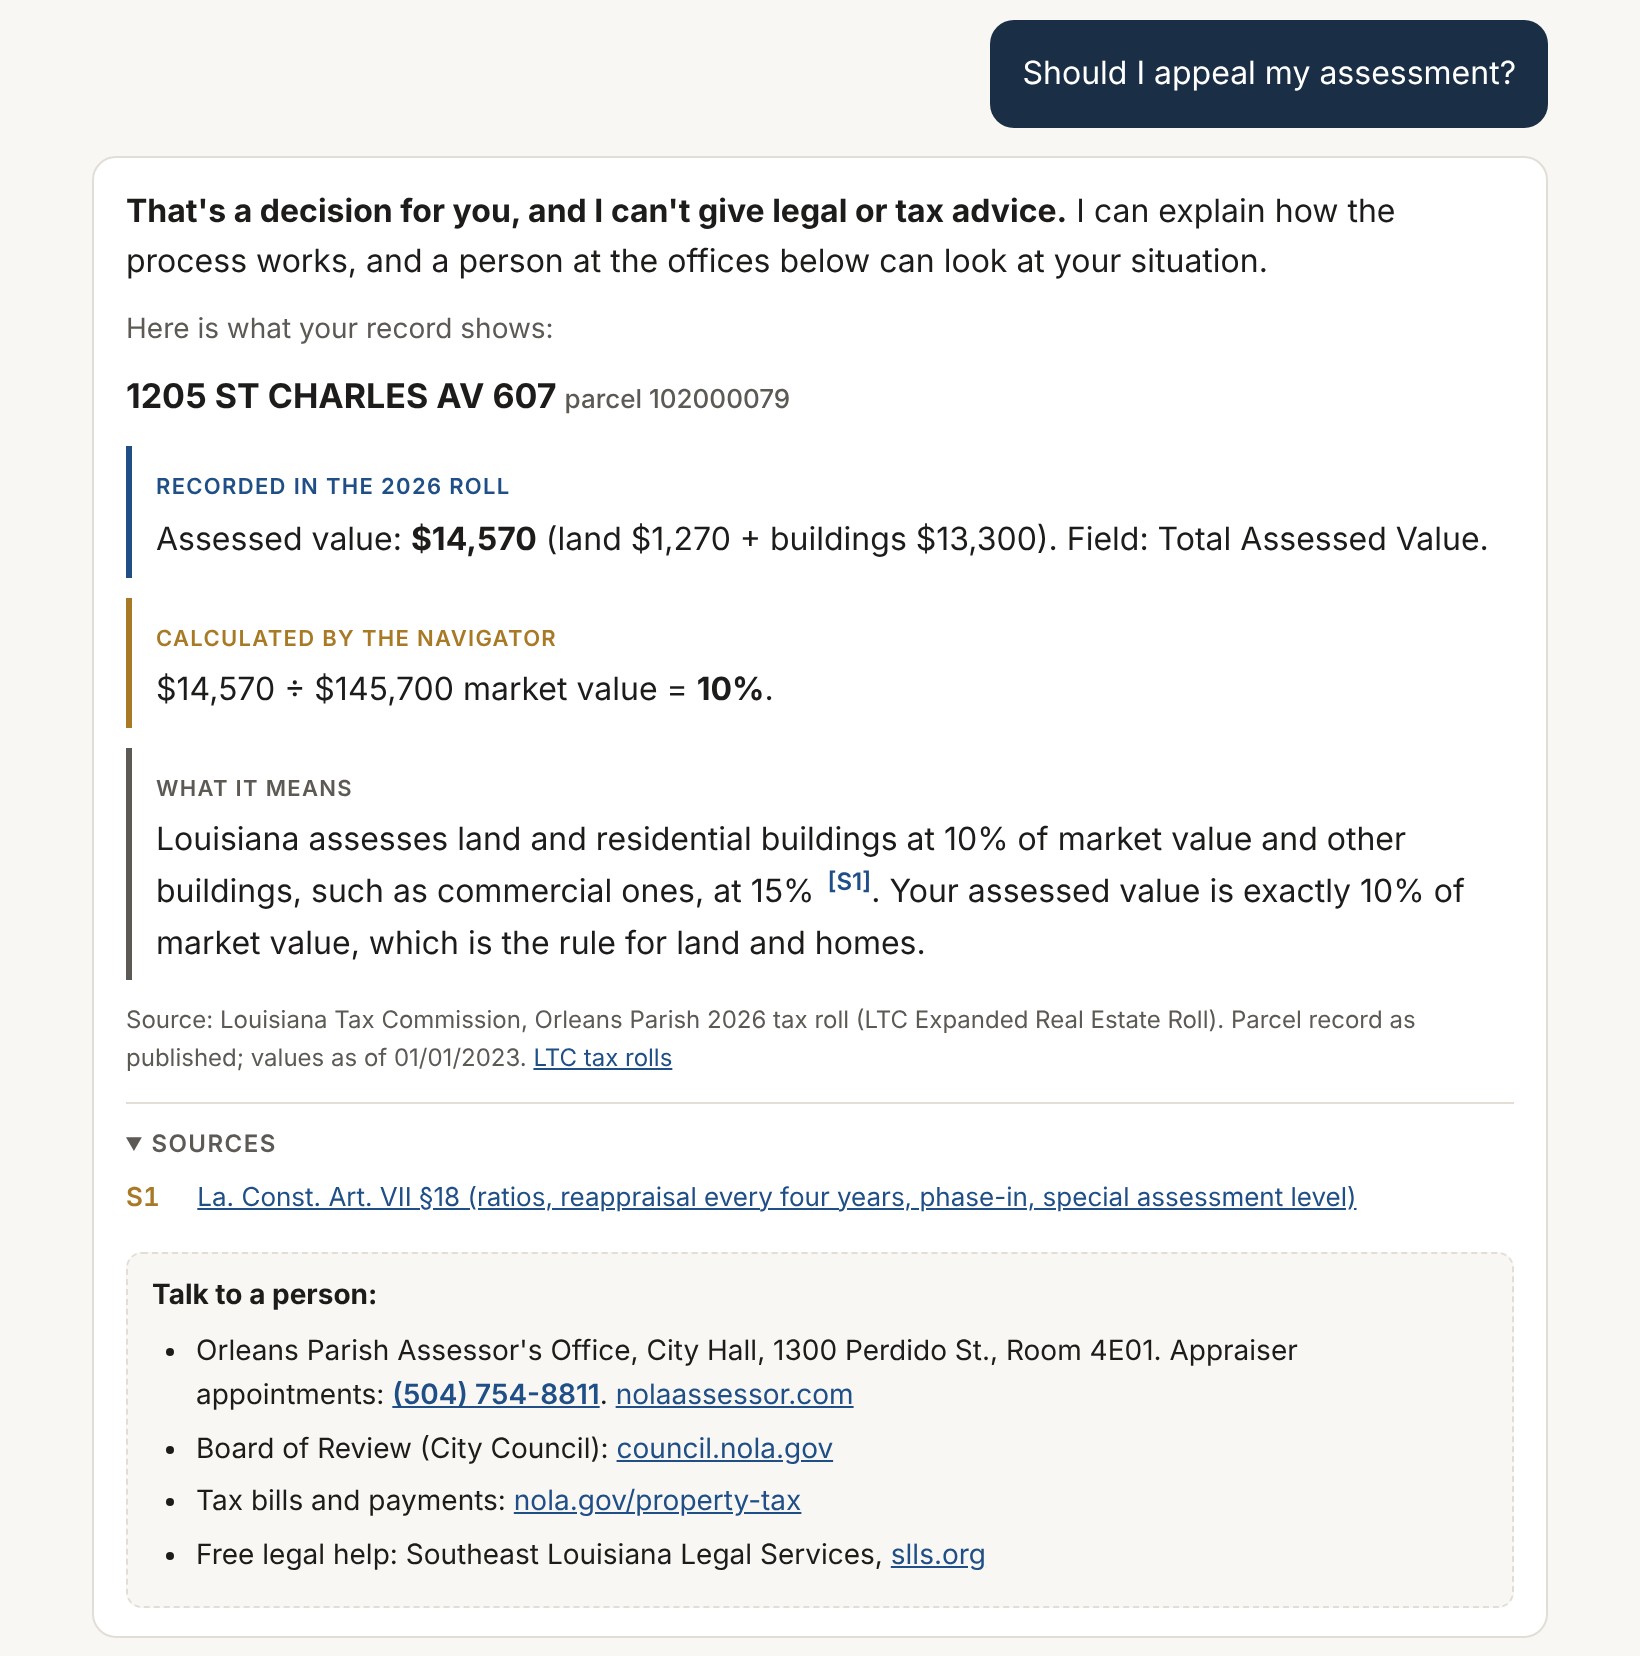 Should I appeal my assessment?
That's a decision for you, and I can't give legal or tax advice. I can explain how the
process works, and a person at the offices below can look at your situation.
Here is what your record shows:
1205 ST CHARLES AV 607 parcel 102000079
RECORDED IN THE 2026 ROLL
Assessed value: $14,570 (land $1,270 + buildings $13,300). Field: Total Assessed Value.
CALCULATED BY THE NAVIGATOR
$14,570 ÷ $145,700 market value = 10%.
WHAT IT MEANS
Louisiana assesses land and residential buildings at 10% of market value and other
buildings, such as commercial ones, at 15% [S1]. Your assessed value is exactly 10% of
market value, which is the rule for land and homes.
Source: Louisiana Tax Commission, Orleans Parish 2026 tax roll (LTC Expanded Real Estate Roll). Parcel record as
published; values as of 01/01/2023. LTC tax rolls
▼ SOURCES
S1 La. Const. Art. VII §18 (ratios, reappraisal every four years, phase-in, special assessment level)
Talk to a person:
• Orleans Parish Assessor's Office, City Hall, 1300 Perdido St., Room 4E01. Appraiser
appointments: (504) 754-8811. nolaassessor.com
• Board of Review (City Council): council.nola.gov
• Tax bills and payments: nola.gov/property-tax
• Free legal help: Southeast Louisiana Legal Services, slls.org